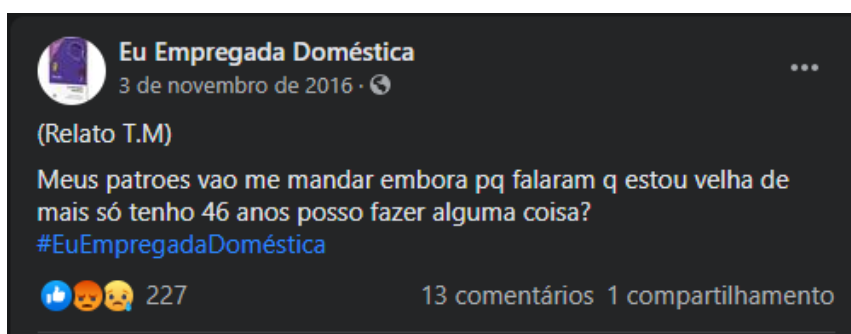 Eu Empregada Doméstica
3 de novembro de 2016 ·
(Relato T.M)
Meus patroes vao me mandar embora pq falaram q estou velha de
mais só tenho 46 anos posso fazer alguma coisa?
#EuEmpregadaDoméstica
227 13 comentários 1 compartilhamento